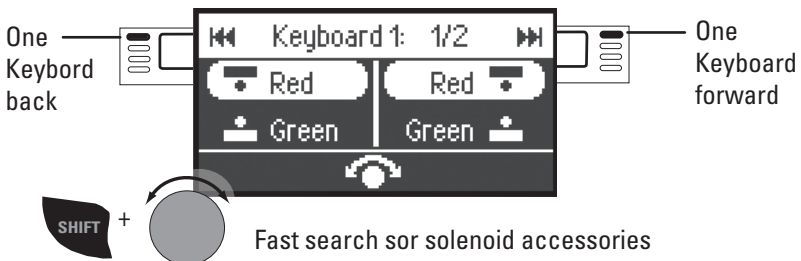 One
Keybord
back
Keyboard 1: 1/2
Red Red
Green Green
One
Keyboard
forward
SHIFT +
Fast search sor solenoid accessories